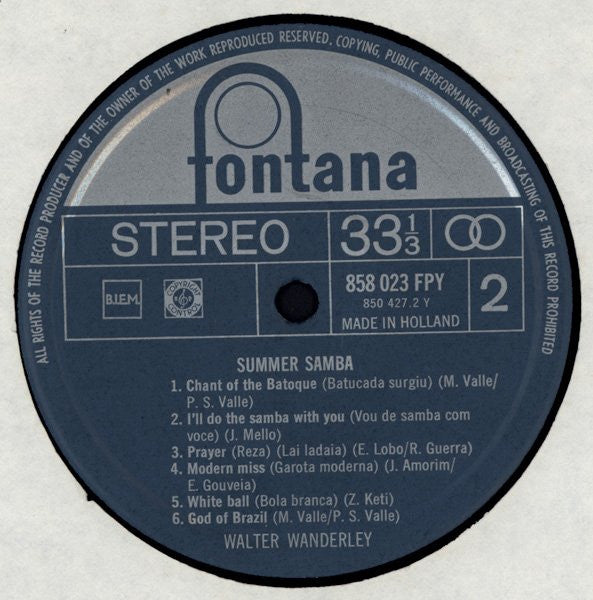 ALL RIGHTS OF THE RECORD PRODUCER AND OF THE OWNER OF THE WORK REPRODUCED RESERVED. COPYING, PUBLIC PERFORMANCE AND BROADCASTING OF THIS RECORD PROHIBITED
fontana
STEREO 33 1/3
B.I.E.M. COPYRIGHT CONTROL 858 023 FPY 2
850 427.2 Y
MADE IN HOLLAND
SUMMER SAMBA
1. Chant of the Batoque (Batucada surgiu) (M. Valle/
P. S. Valle)
2. I'll do the samba with you (Vou de samba com
voce) (J. Mello)
3. Prayer (Reza) (Lai ladaia) (E. Lobo/R. Guerra)
4. Modern miss (Garota moderna) (J. Amorim/
E. Gouveia)
5. White ball (Bola branca) (Z. Keti)
6. God of Brazil (M. Valle/P. S. Valle)
WALTER WANDERLEY